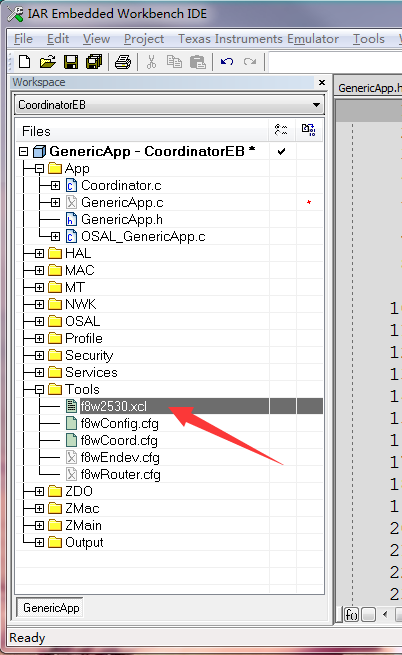 IAR Embedded Workbench IDE
File Edit View Project Texas Instruments Emulator Tools
Workspace
CoordinatorEB
Files
GenericApp - CoordinatorEB *
App
Coordinator.c
GenericApp.c
GenericApp.h
OSAL_GenericApp.c
HAL
MAC
MT
NWK
OSAL
Profile
Security
Services
Tools
f8w2530.xcl
f8wConfig.cfg
f8wCoord.cfg
f8wEndev.cfg
f8wRouter.cfg
ZDO
ZMac
ZMain
Output
GenericApp
Ready
GenericApp.h